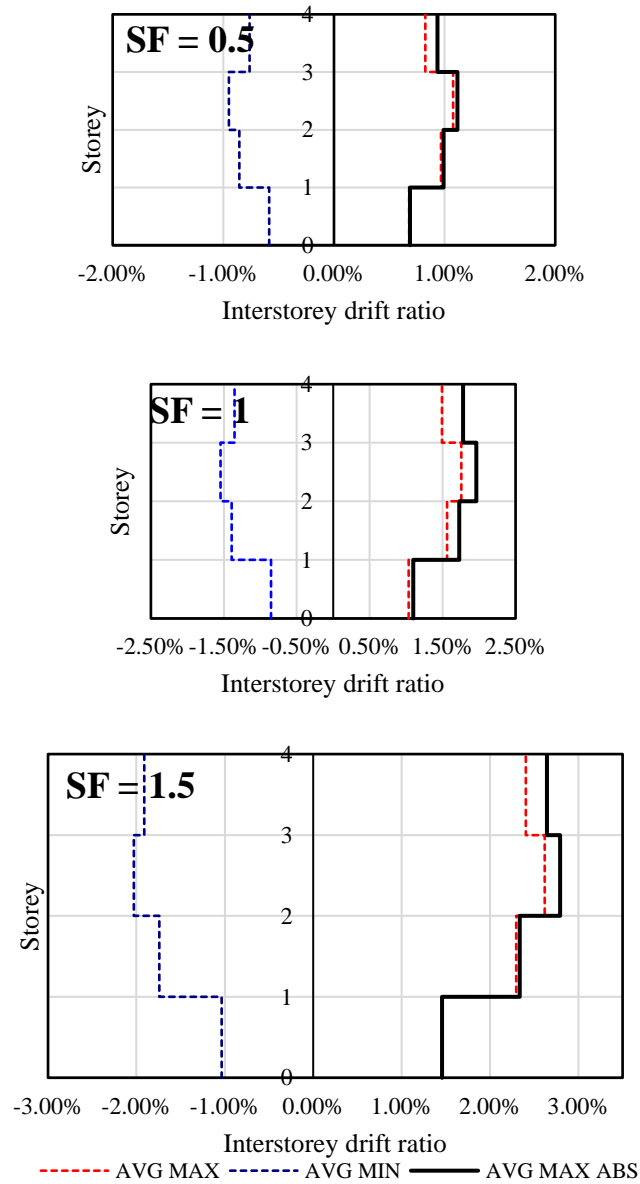 SF = 0.5
4
3
2
1
0
Storey
-2.00% -1.00% 0.00% 1.00% 2.00%
Interstorey drift ratio
SF = 1
4
3
2
1
0
Storey
-2.50% -1.50% -0.50% 0.50% 1.50% 2.50%
Interstorey drift ratio
SF = 1.5
4
3
2
1
0
Storey
-3.00% -2.00% -1.00% 0.00% 1.00% 2.00% 3.00%
Interstorey drift ratio
AVG MAX AVG MIN AVG MAX ABS